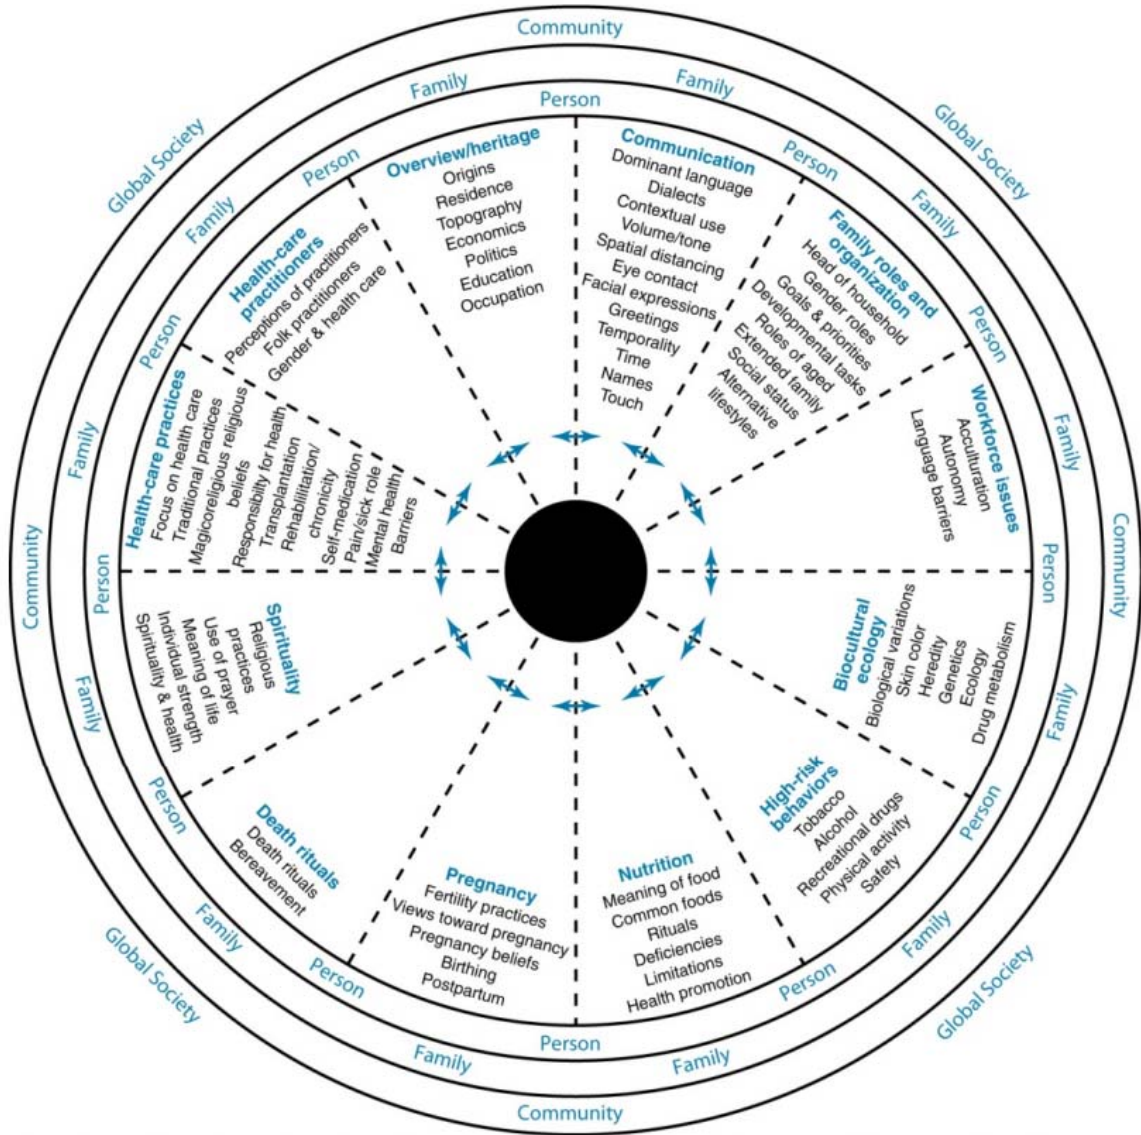 Community
Family
Family
Person
Global Society
Global Society
Overview/heritage
Origins
Residence
Topography
Economics
Politics
Education
Occupation
Communication
Dominant language
Dialects
Contextual use
Volume/tone
Spatial distancing
Eye contact
Facial expressions
Greetings
Temporality
Time
Names
Touch
Person
Family
Family roles and
organization
Head of household
Gender roles
Goals & priorities
Developmental tasks
Roles of aged
Extended family
Social status
Alternative
lifestyles
Person
Family
Workforce issues
Acculturation
Autonomy
Language barriers
Community
Person
Biocultural
ecology
Biological variations
Skin color
Heredity
Genetics
Ecology
Drug metabolism
Family
Person
High-risk
behaviors
Tobacco
Alcohol
Recreational drugs
Physical activity
Safety
Family
Global Society
Person
Nutrition
Meaning of food
Common foods
Rituals
Deficiencies
Limitations
Health promotion
Family
Person
Community
Pregnancy
Fertility practices
Views toward pregnancy
Pregnancy beliefs
Birthing
Postpartum
Family
Person
Death rituals
Death rituals
Bereavement
Family
Global Society
Person
Spirituality
Religious
practices
Use of prayer
Meaning of life
Individual strength
Spirituality & health
Family
Person
Community
Health-care practices
Focus on health care
Traditional practices
Magicoreligious religious
beliefs
Responsibility for health
Transplantation
Rehabilitation/
chronicity
Self-medication
Pain/sick role
Mental health
Barriers
Family
Person
Health-care
practitioners
Perceptions of practitioners
Folk practitioners
Gender & health care
Family
Person